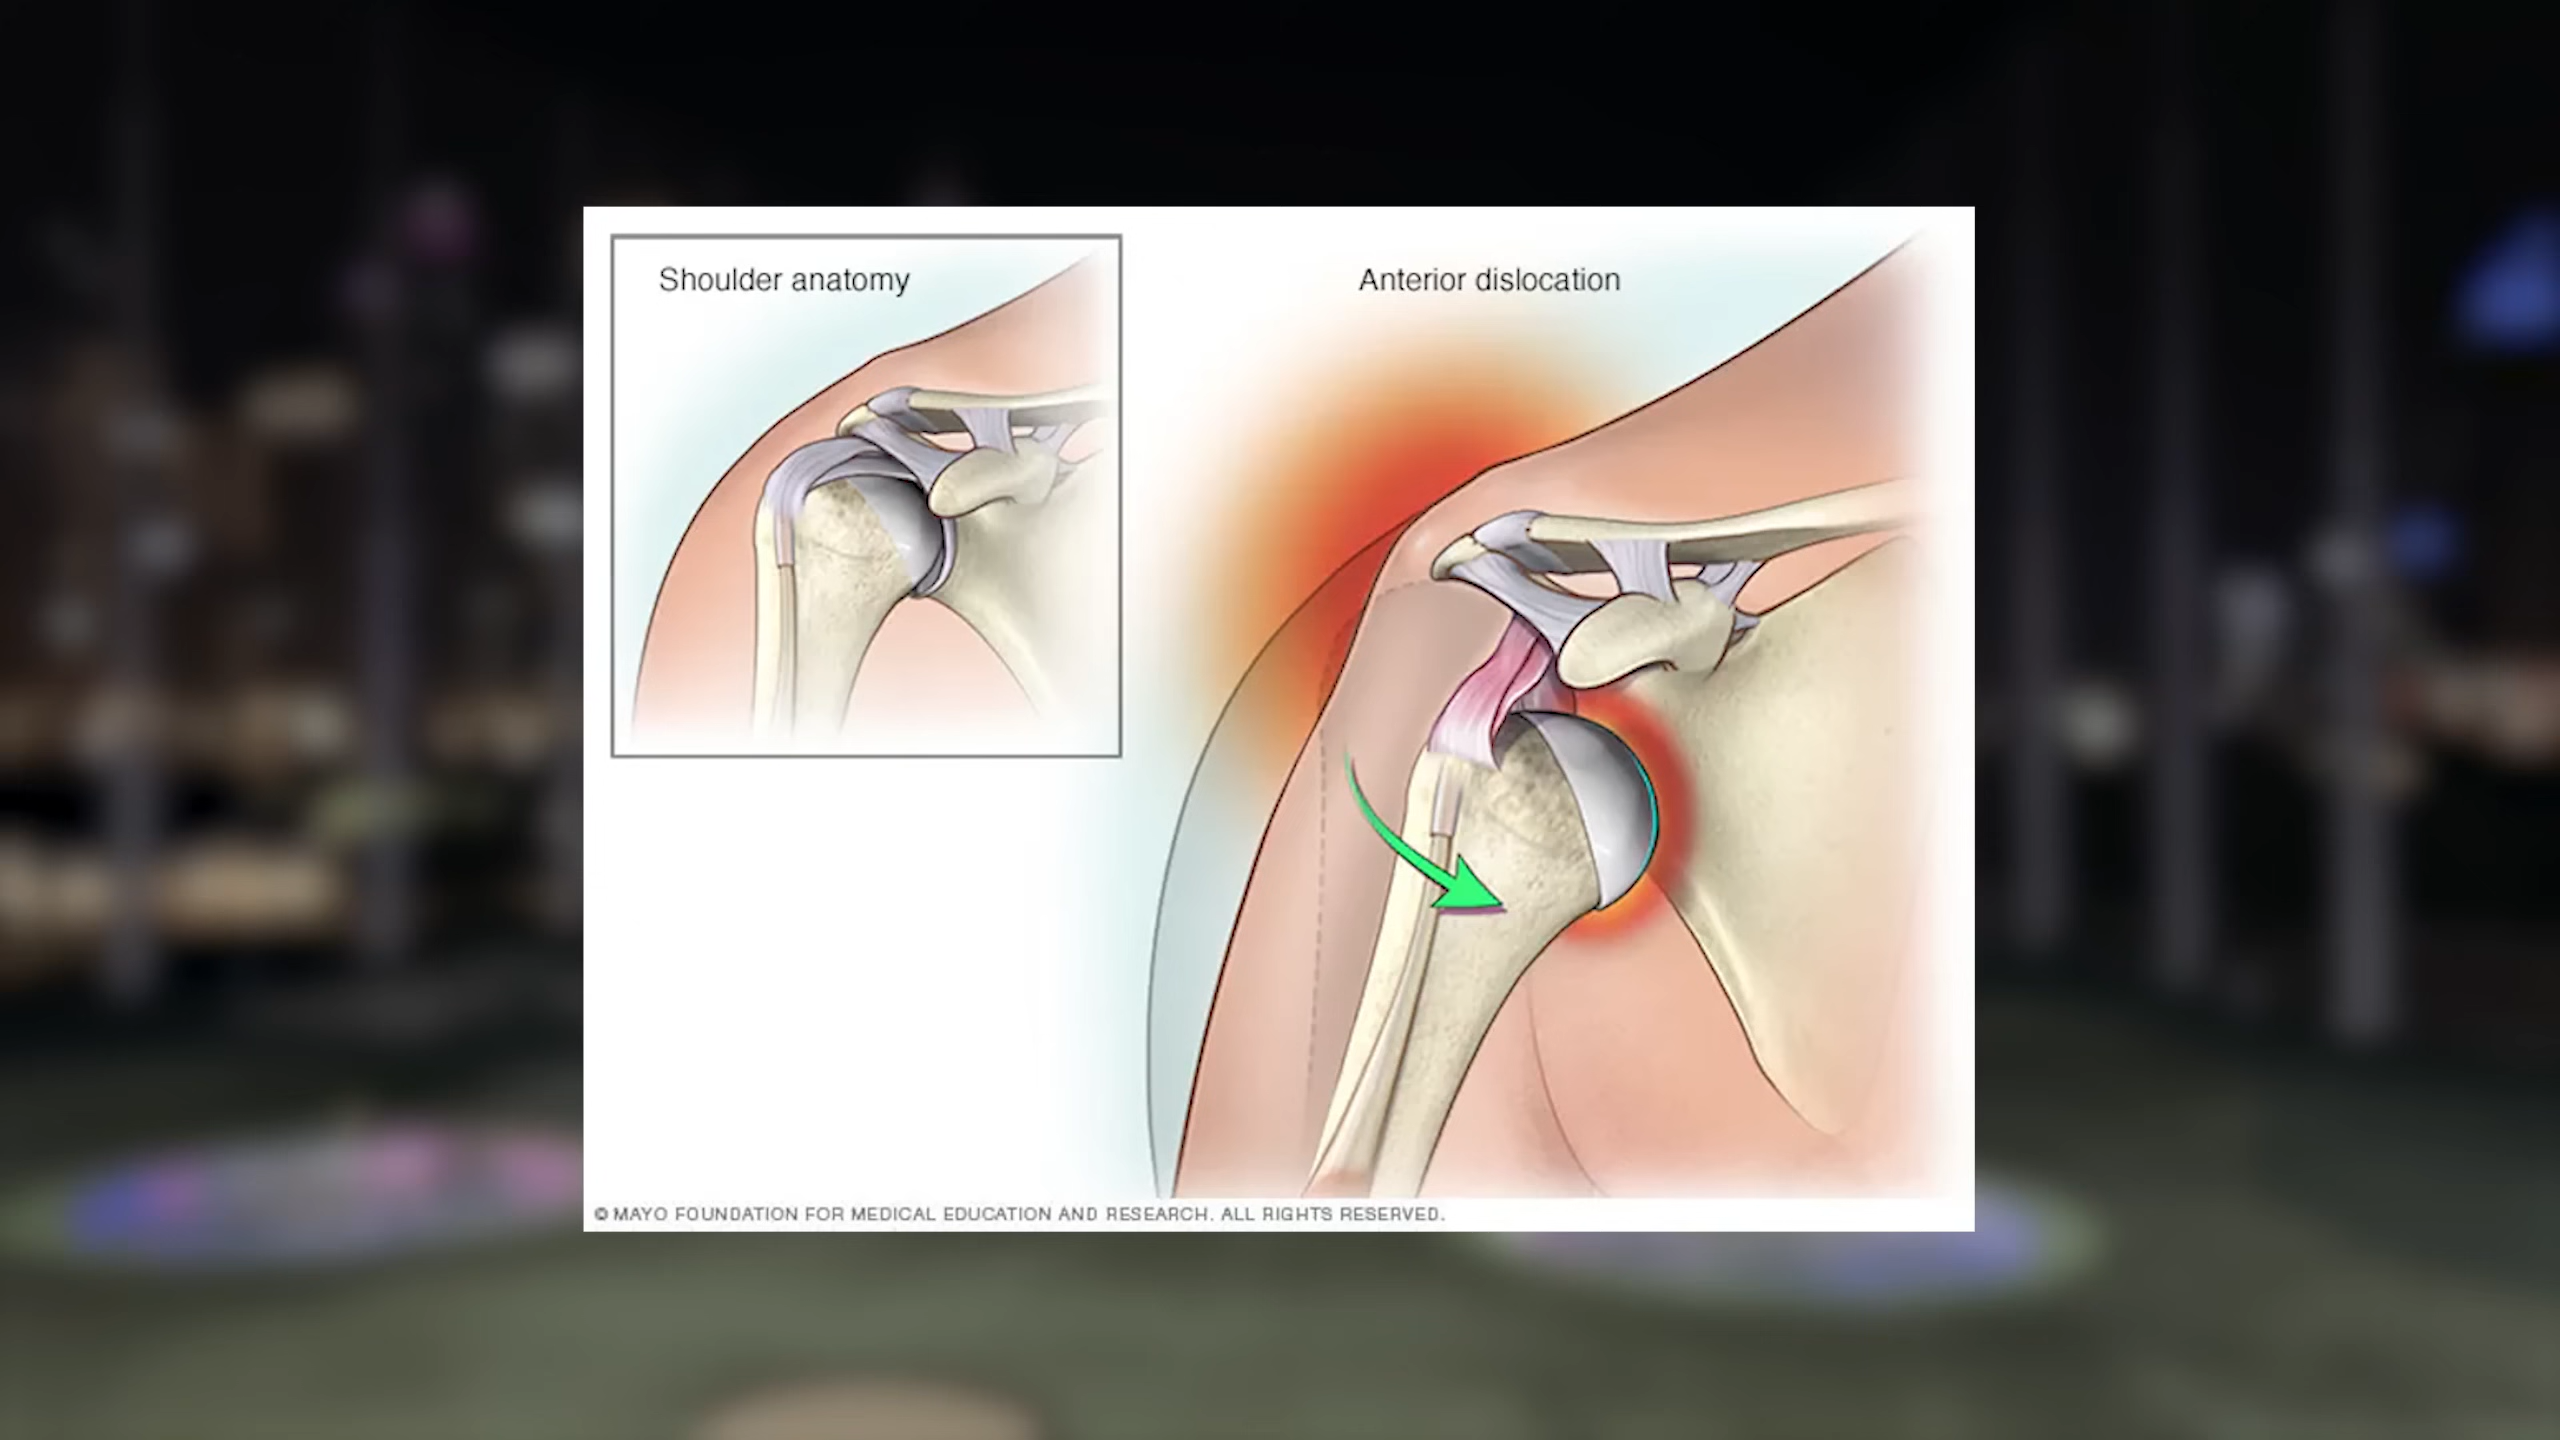 Shoulder anatomy
Anterior dislocation
© MAYO FOUNDATION FOR MEDICAL EDUCATION AND RESEARCH. ALL RIGHTS RESERVED.